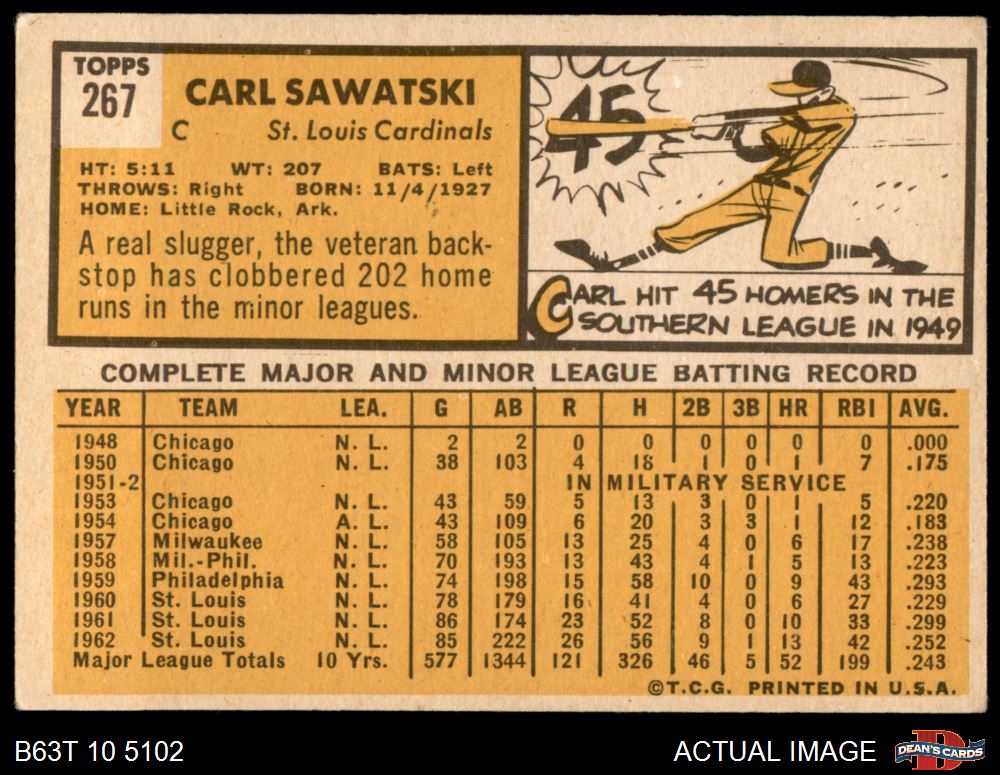 TOPPS
267
CARL SAWATSKI
C St. Louis Cardinals
HT: 5:11 WT: 207 BATS: Left
THROWS: Right BORN: 11/4/1927
HOME: Little Rock, Ark.
A real slugger, the veteran back-
stop has clobbered 202 home
runs in the minor leagues.
45
CARL HIT 45 HOMERS IN THE
SOUTHERN LEAGUE IN 1949
COMPLETE MAJOR AND MINOR LEAGUE BATTING RECORD
YEAR TEAM LEA. G AB R H 2B 3B HR RBI AVG.
1948 Chicago N. L. 2 2 0 0 0 0 0 0 .000
1950 Chicago N. L. 38 103 4 18 1 0 1 7 .175
1951-2 IN MILITARY SERVICE
1953 Chicago N. L. 43 59 5 13 3 0 1 5 .220
1954 Chicago A. L. 43 109 6 20 3 3 1 12 .183
1957 Milwaukee N. L. 58 105 13 25 4 0 6 17 .238
1958 Mil.-Phil. N. L. 70 193 13 43 4 1 5 13 .223
1959 Philadelphia N. L. 74 198 15 58 10 0 9 43 .293
1960 St. Louis N. L. 78 179 16 41 4 0 6 27 .229
1961 St. Louis N. L. 86 174 23 52 8 0 10 33 .299
1962 St. Louis N. L. 85 222 26 56 9 1 13 42 .252
Major League Totals 10 Yrs. 577 1344 121 326 46 5 52 199 .243
©T.C.G. PRINTED IN U.S.A.
B63T 10 5102
ACTUAL IMAGE
D
DEAN'S CARDS